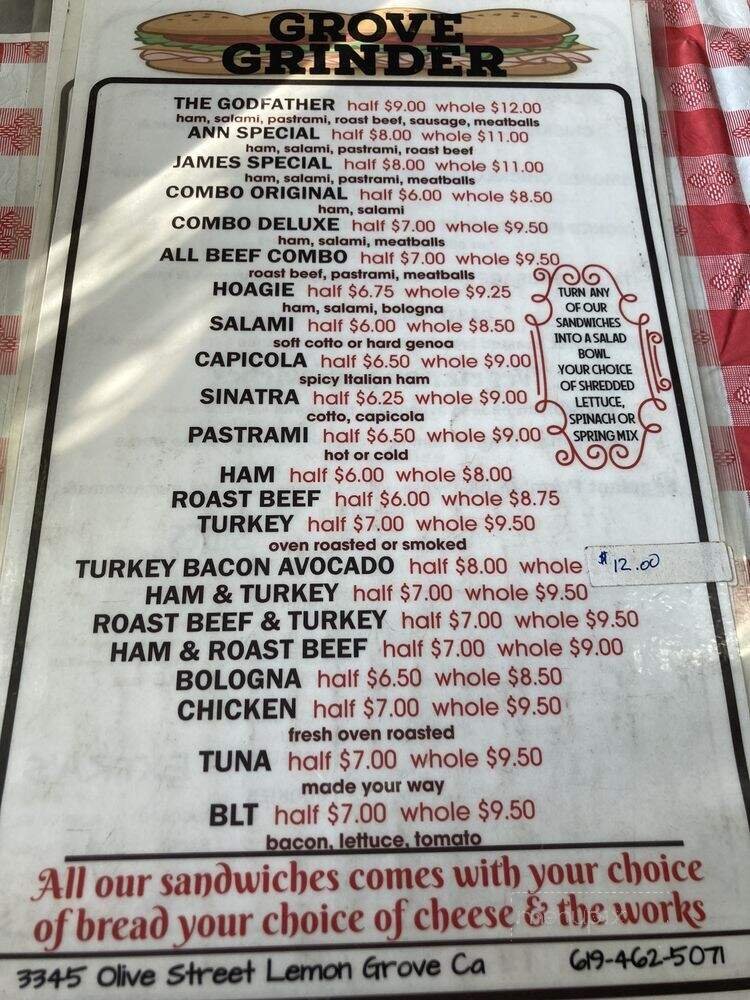 GROVE
GRINDER
THE GODFATHER half $9.00 whole $12.00
ham, salami, pastrami, roast beef, sausage, meatballs
ANN SPECIAL half $8.00 whole $11.00
ham, salami, pastrami, roast beef
JAMES SPECIAL half $8.00 whole $11.00
ham, salami, pastrami, meatballs
COMBO ORIGINAL half $6.00 whole $8.50
ham, salami
COMBO DELUXE half $7.00 whole $9.50
ham, salami, meatballs
ALL BEEF COMBO half $7.00 whole $9.50
roast beef, pastrami, meatballs
HOAGIE half $6.75 whole $9.25
ham, salami, bologna
SALAMI half $6.00 whole $8.50
soft cotto or hard genoa
CAPICOLA half $6.50 whole $9.00
spicy Italian ham
SINATRA half $6.25 whole $9.00
cotto, capicola
PASTRAMI half $6.50 whole $9.00
hot or cold
HAM half $6.00 whole $8.00
ROAST BEEF half $6.00 whole $8.75
TURKEY half $7.00 whole $9.50
oven roasted or smoked
TURKEY BACON AVOCADO half $8.00 whole $12.00
HAM & TURKEY half $7.00 whole $9.50
ROAST BEEF & TURKEY half $7.00 whole $9.50
HAM & ROAST BEEF half $7.00 whole $9.00
BOLOGNA half $6.50 whole $8.50
CHICKEN half $7.00 whole $9.50
fresh oven roasted
TUNA half $7.00 whole $9.50
made your way
BLT half $7.00 whole $9.50
bacon, lettuce, tomato
TURN ANY
OF OUR
SANDWICHES
INTO A SALAD
BOWL
YOUR CHOICE
OF SHREDDED
LETTUCE,
SPINACH OR
SPRING MIX
All our sandwiches comes with your choice
of bread your choice of cheese & the works
3345 Olive Street Lemon Grove Ca 619-462-5071